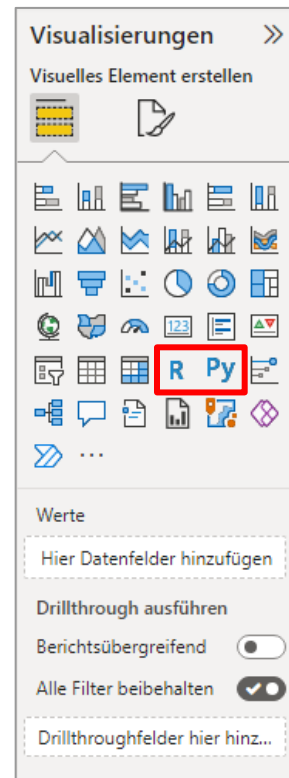 Visualisierungen
Visuelles Element erstellen
123
R Py
...
Werte
Hier Datenfelder hinzufügen
Drillthrough ausführen
Berichtsübergreifend
Alle Filter beibehalten
Drillthroughfelder hier hinz...